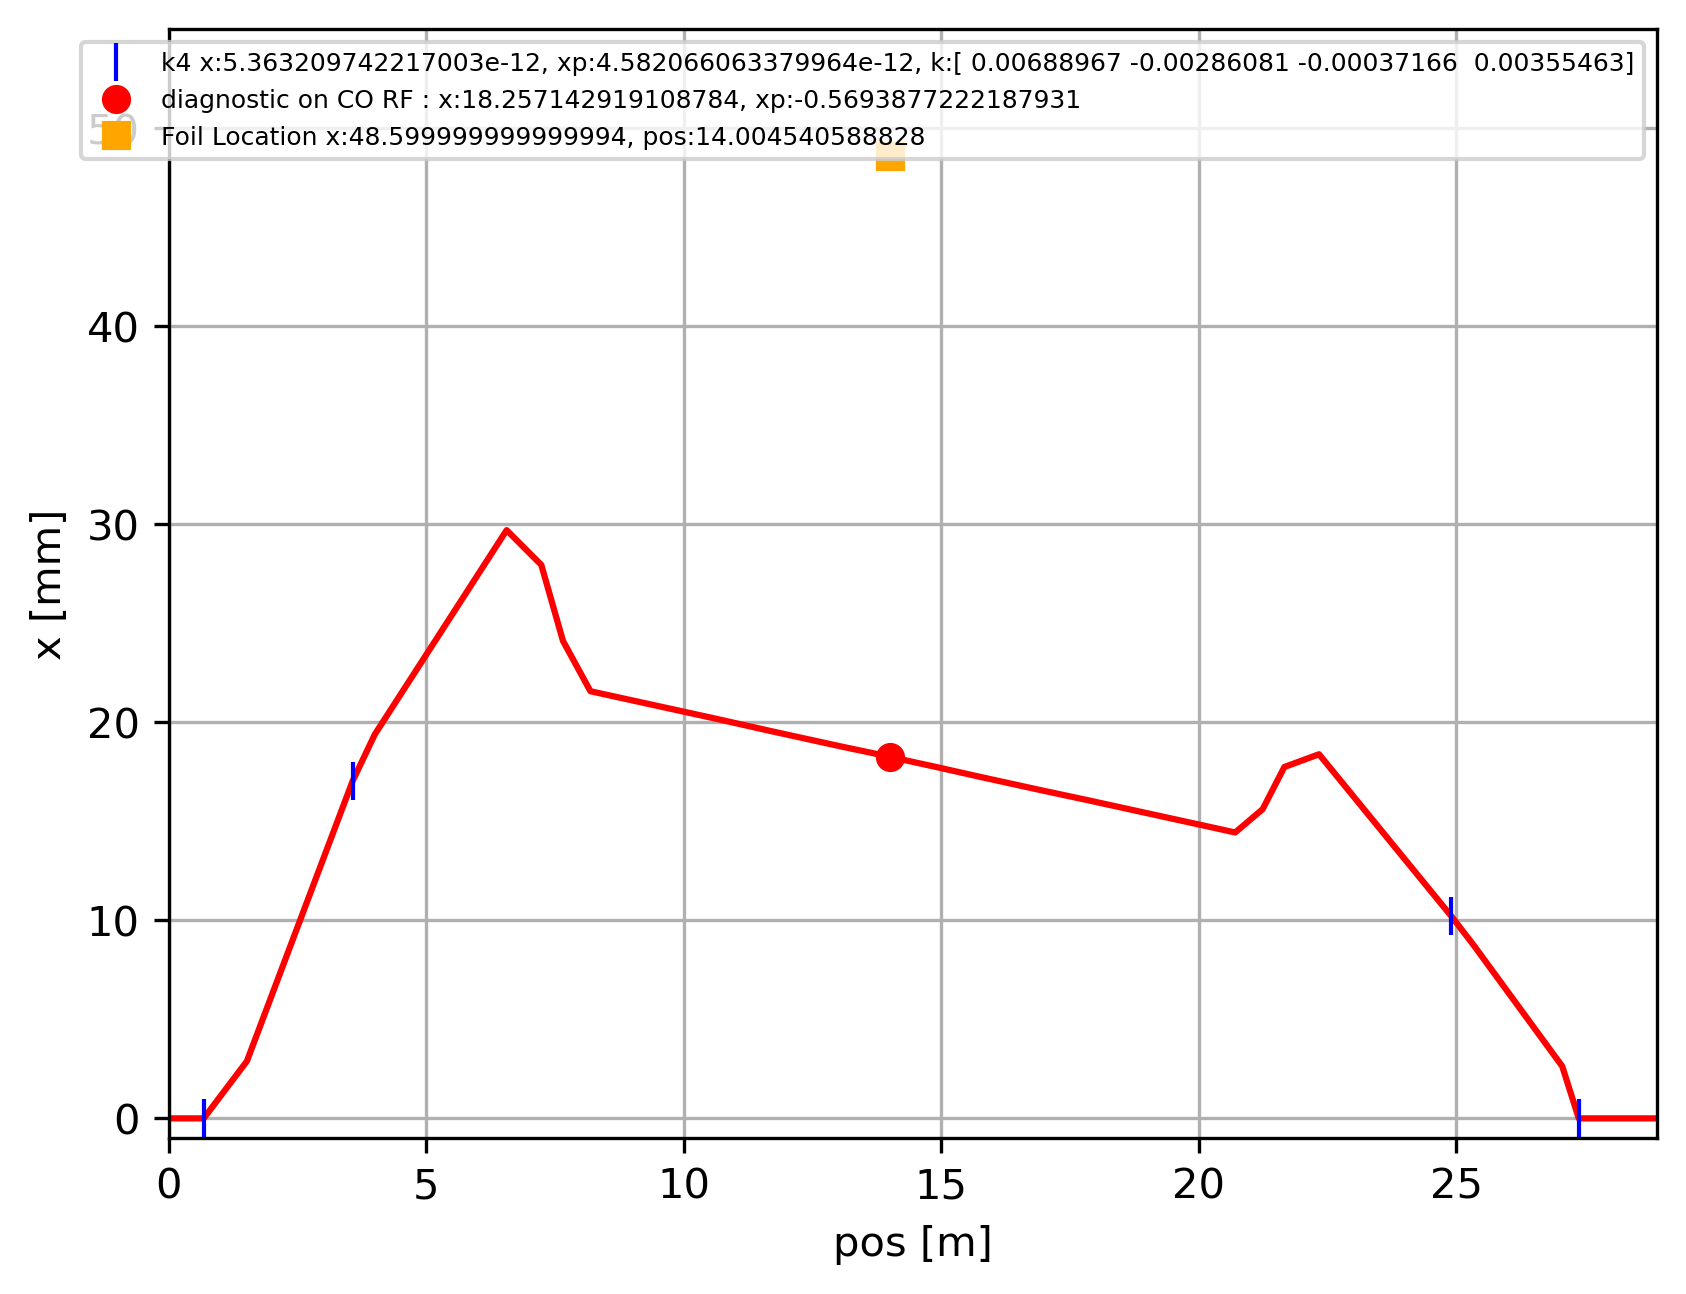 k4 x:5.363209742217003e-12, xp:4.582066063379964e-12, k:[ 0.00688967 -0.00286081 -0.00037166  0.00355463]
diagnostic on CO RF : x:18.257142919108784, xp:-0.5693877222187931
Foil Location x:48.599999999999994, pos:14.004540588828
50
40
30
20
10
0
x [mm]
0 5 10 15 20 25
pos [m]